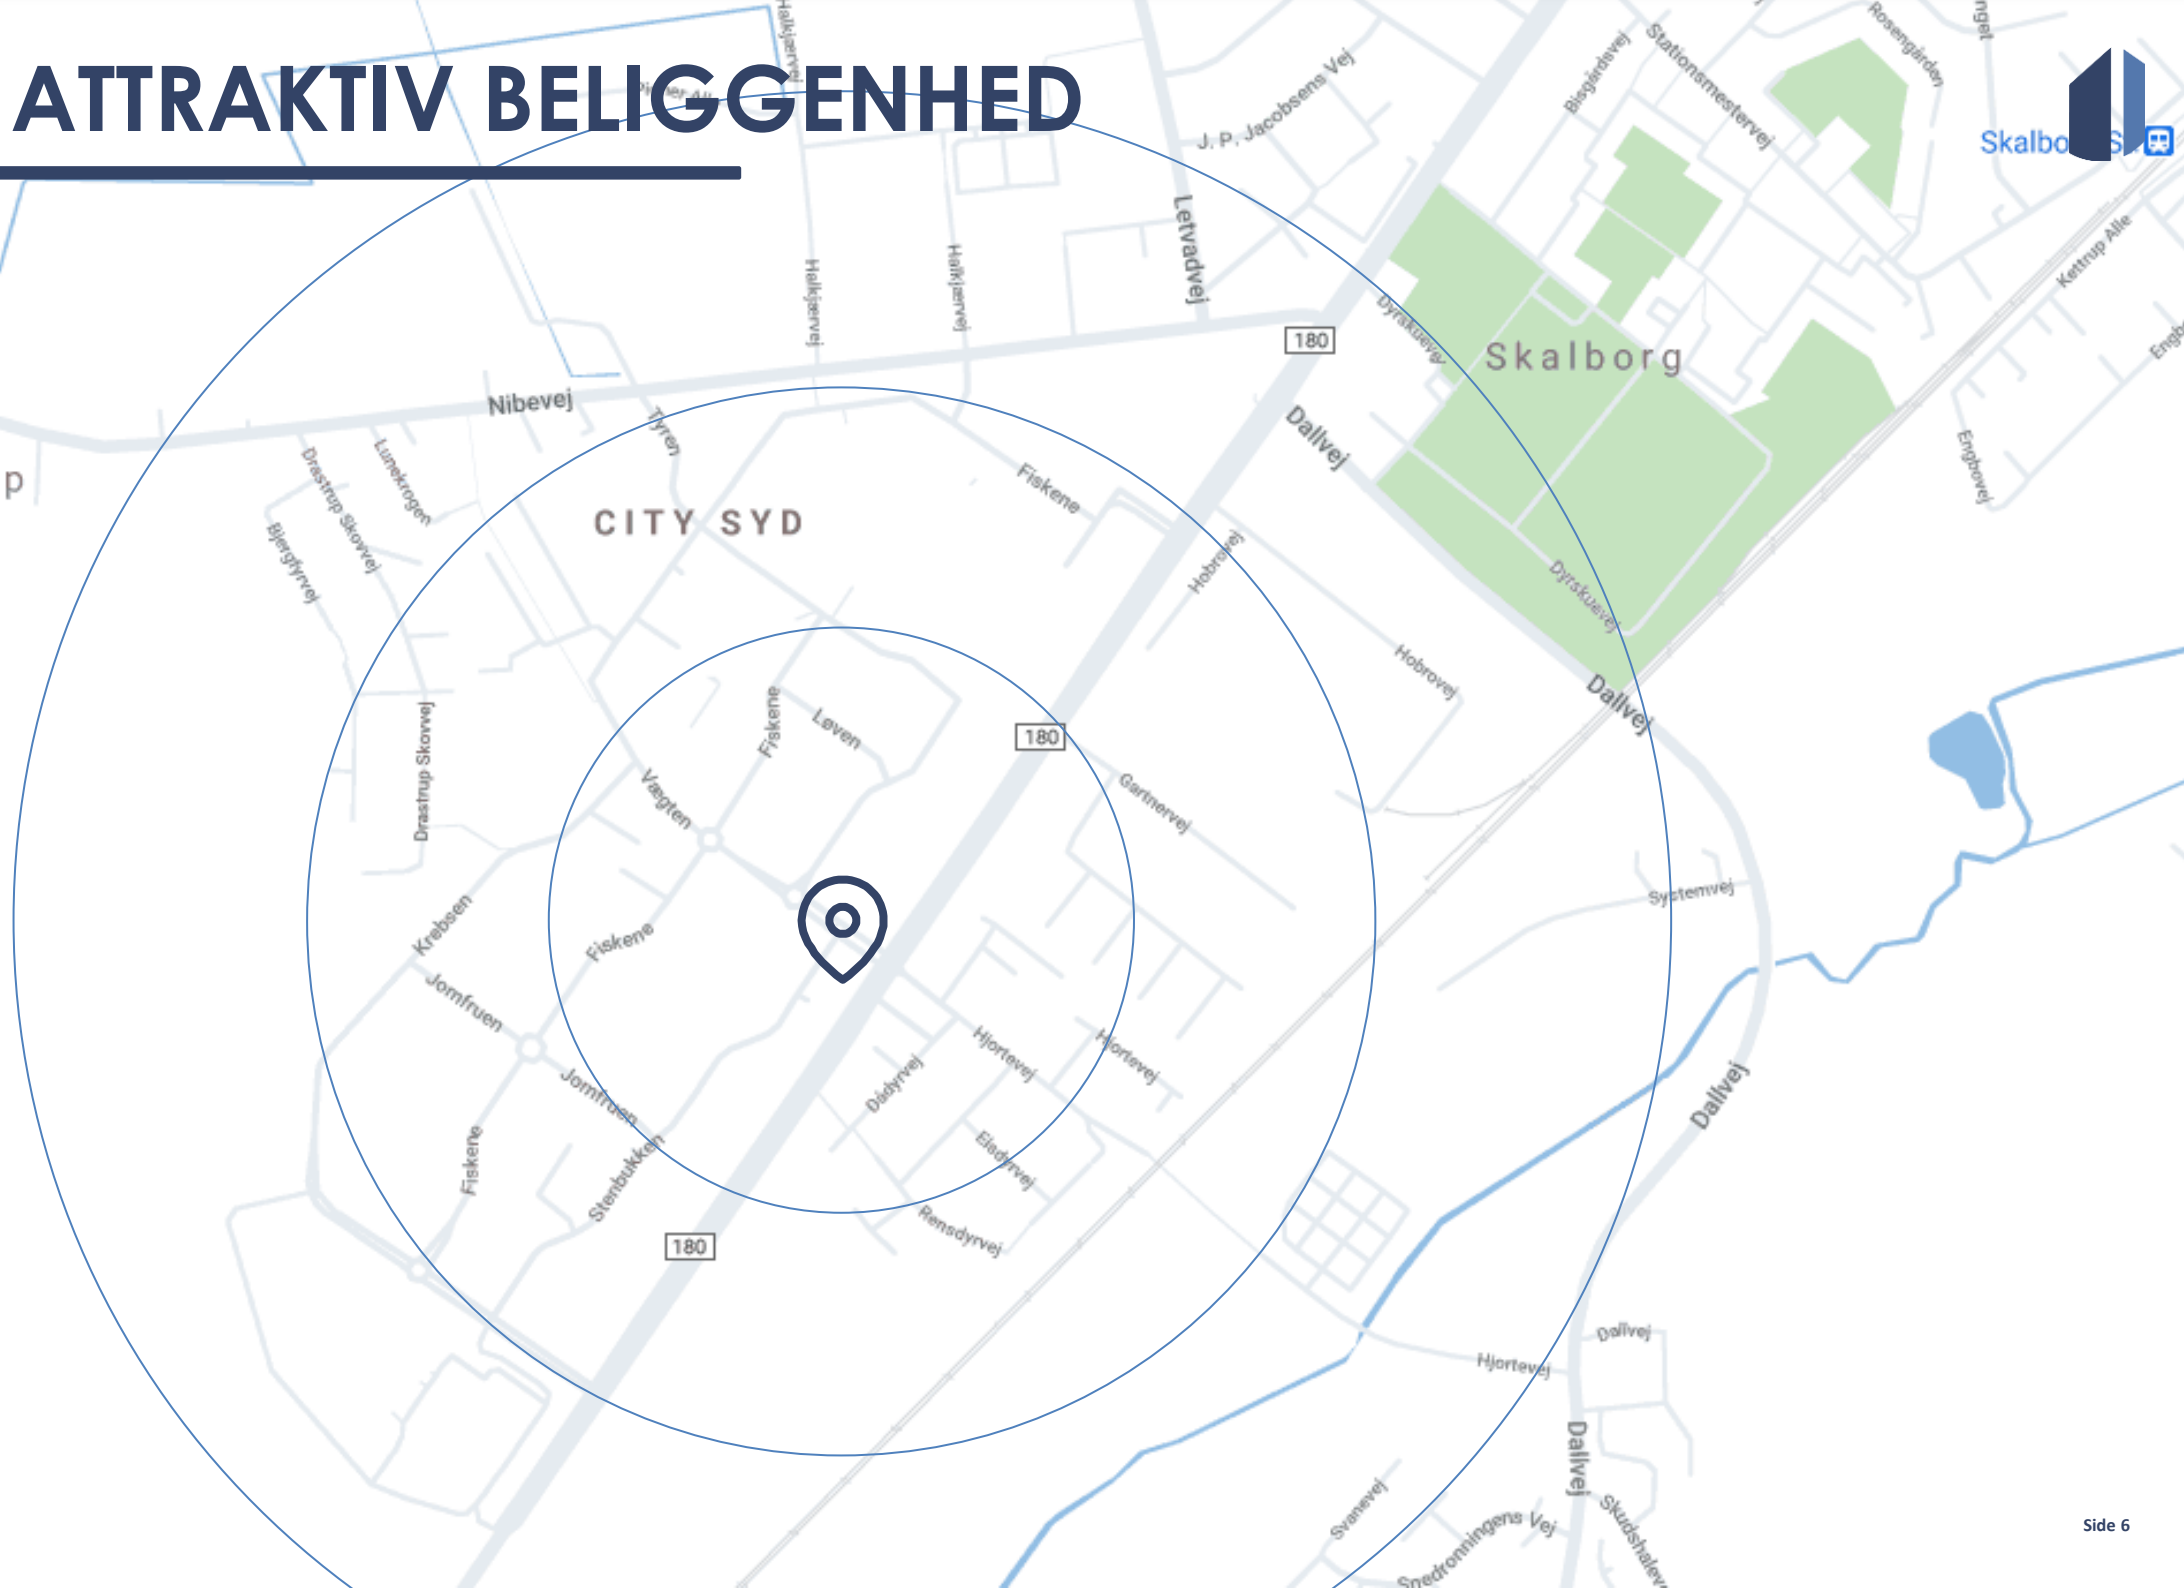 ATTRAKTIV BELIGGENHED
Halkjærvej
Bisgårdsvej
Stationsmestervej
Rosengården
J. P. Jacobsens Vej
Letvadvej
Kettrup Alle
Halkjærvej
Halkjærvej
180
Dyrskuevej
Skalborg
Nibevej
Tyren
Dallvej
Lunekrogen
Drastrup Skovvej
p
Fiskene
Engbovej
CITY SYD
Bjergfyrvej
Hobrovej
Dyrskuevej
Hobrovej
Dallvej
Fiskene
Løven
180
Drastrup Skovvej
Vægten
Gartnervej
Systemvej
Krebsen
Fiskene
Jomfruen
Hjortevej
Hjortevej
Dådyrvej
Jomfruen
Dallvej
Fiskene
Stenbukken
Elsdyrvej
Rensdyrvej
180
Dallvej
Hjortevej
Dallvej
Svanevej
Snedronningens Vej
Side 6